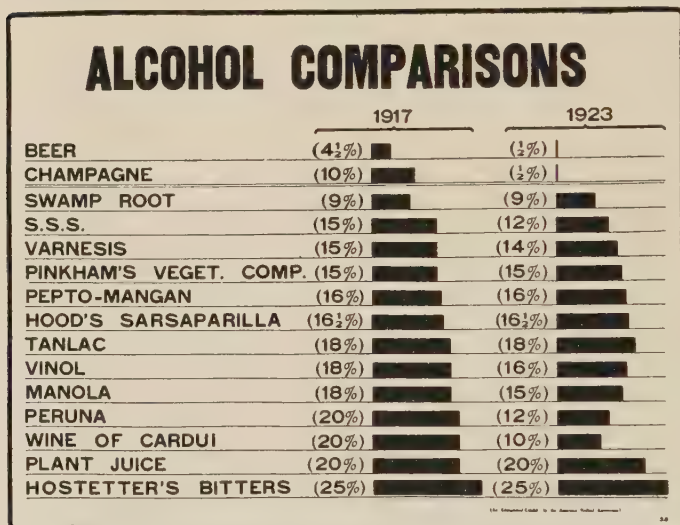 ALCOHOL COMPARISONS
1917 1923
BEER (4½%) (½%)
CHAMPAGNE (10%) (½%)
SWAMP ROOT (9%) (9%)
S.S.S. (15%) (12%)
VARNESIS (15%) (14%)
PINKHAM'S VEGET. COMP. (15%) (15%)
PEPTO-MANGAN (16%) (16%)
HOOD'S SARSAPARILLA (16½%) (16½%)
TANLAC (18%) (18%)
VINOL (18%) (16%)
MANOLA (18%) (15%)
PERUNA (20%) (12%)
WINE OF CARDUI (20%) (10%)
PLANT JUICE (20%) (20%)
HOSTETTER'S BITTERS (25%) (25%)